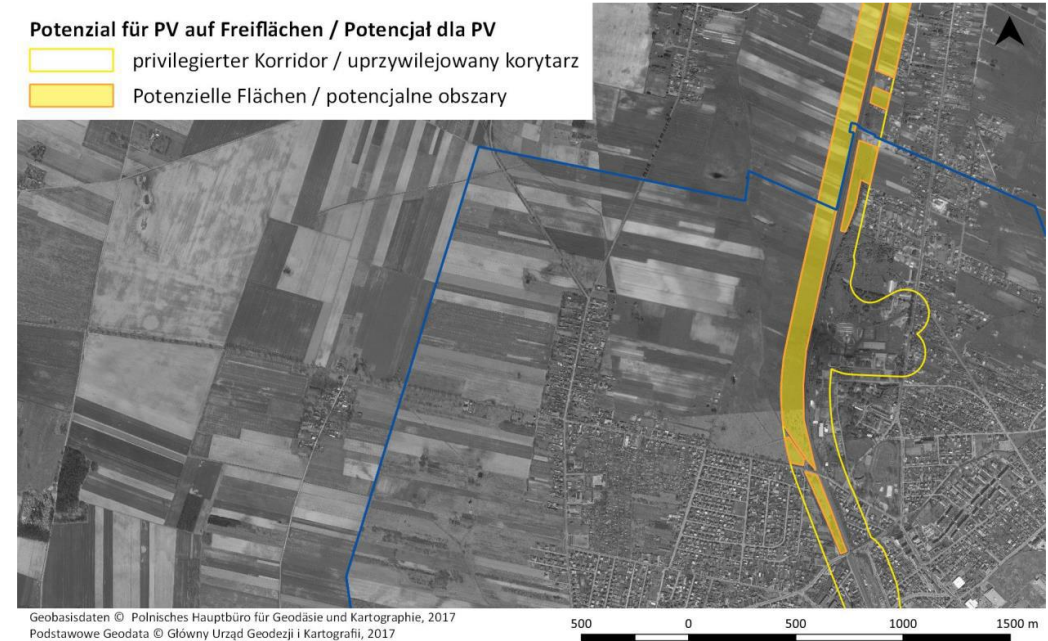 Potenzial für PV auf Freiflächen / Potencjał dla PV
privilegierter Korridor / uprzywilejowany korytarz
Potenzielle Flächen / potencjalne obszary
Geobasisdaten © Polnisches Hauptbüro für Geodäsie und Kartographie, 2017
Podstawowe Geodata © Główny Urząd Geodezji i Kartografii, 2017
500 0 500 1000 1500 m